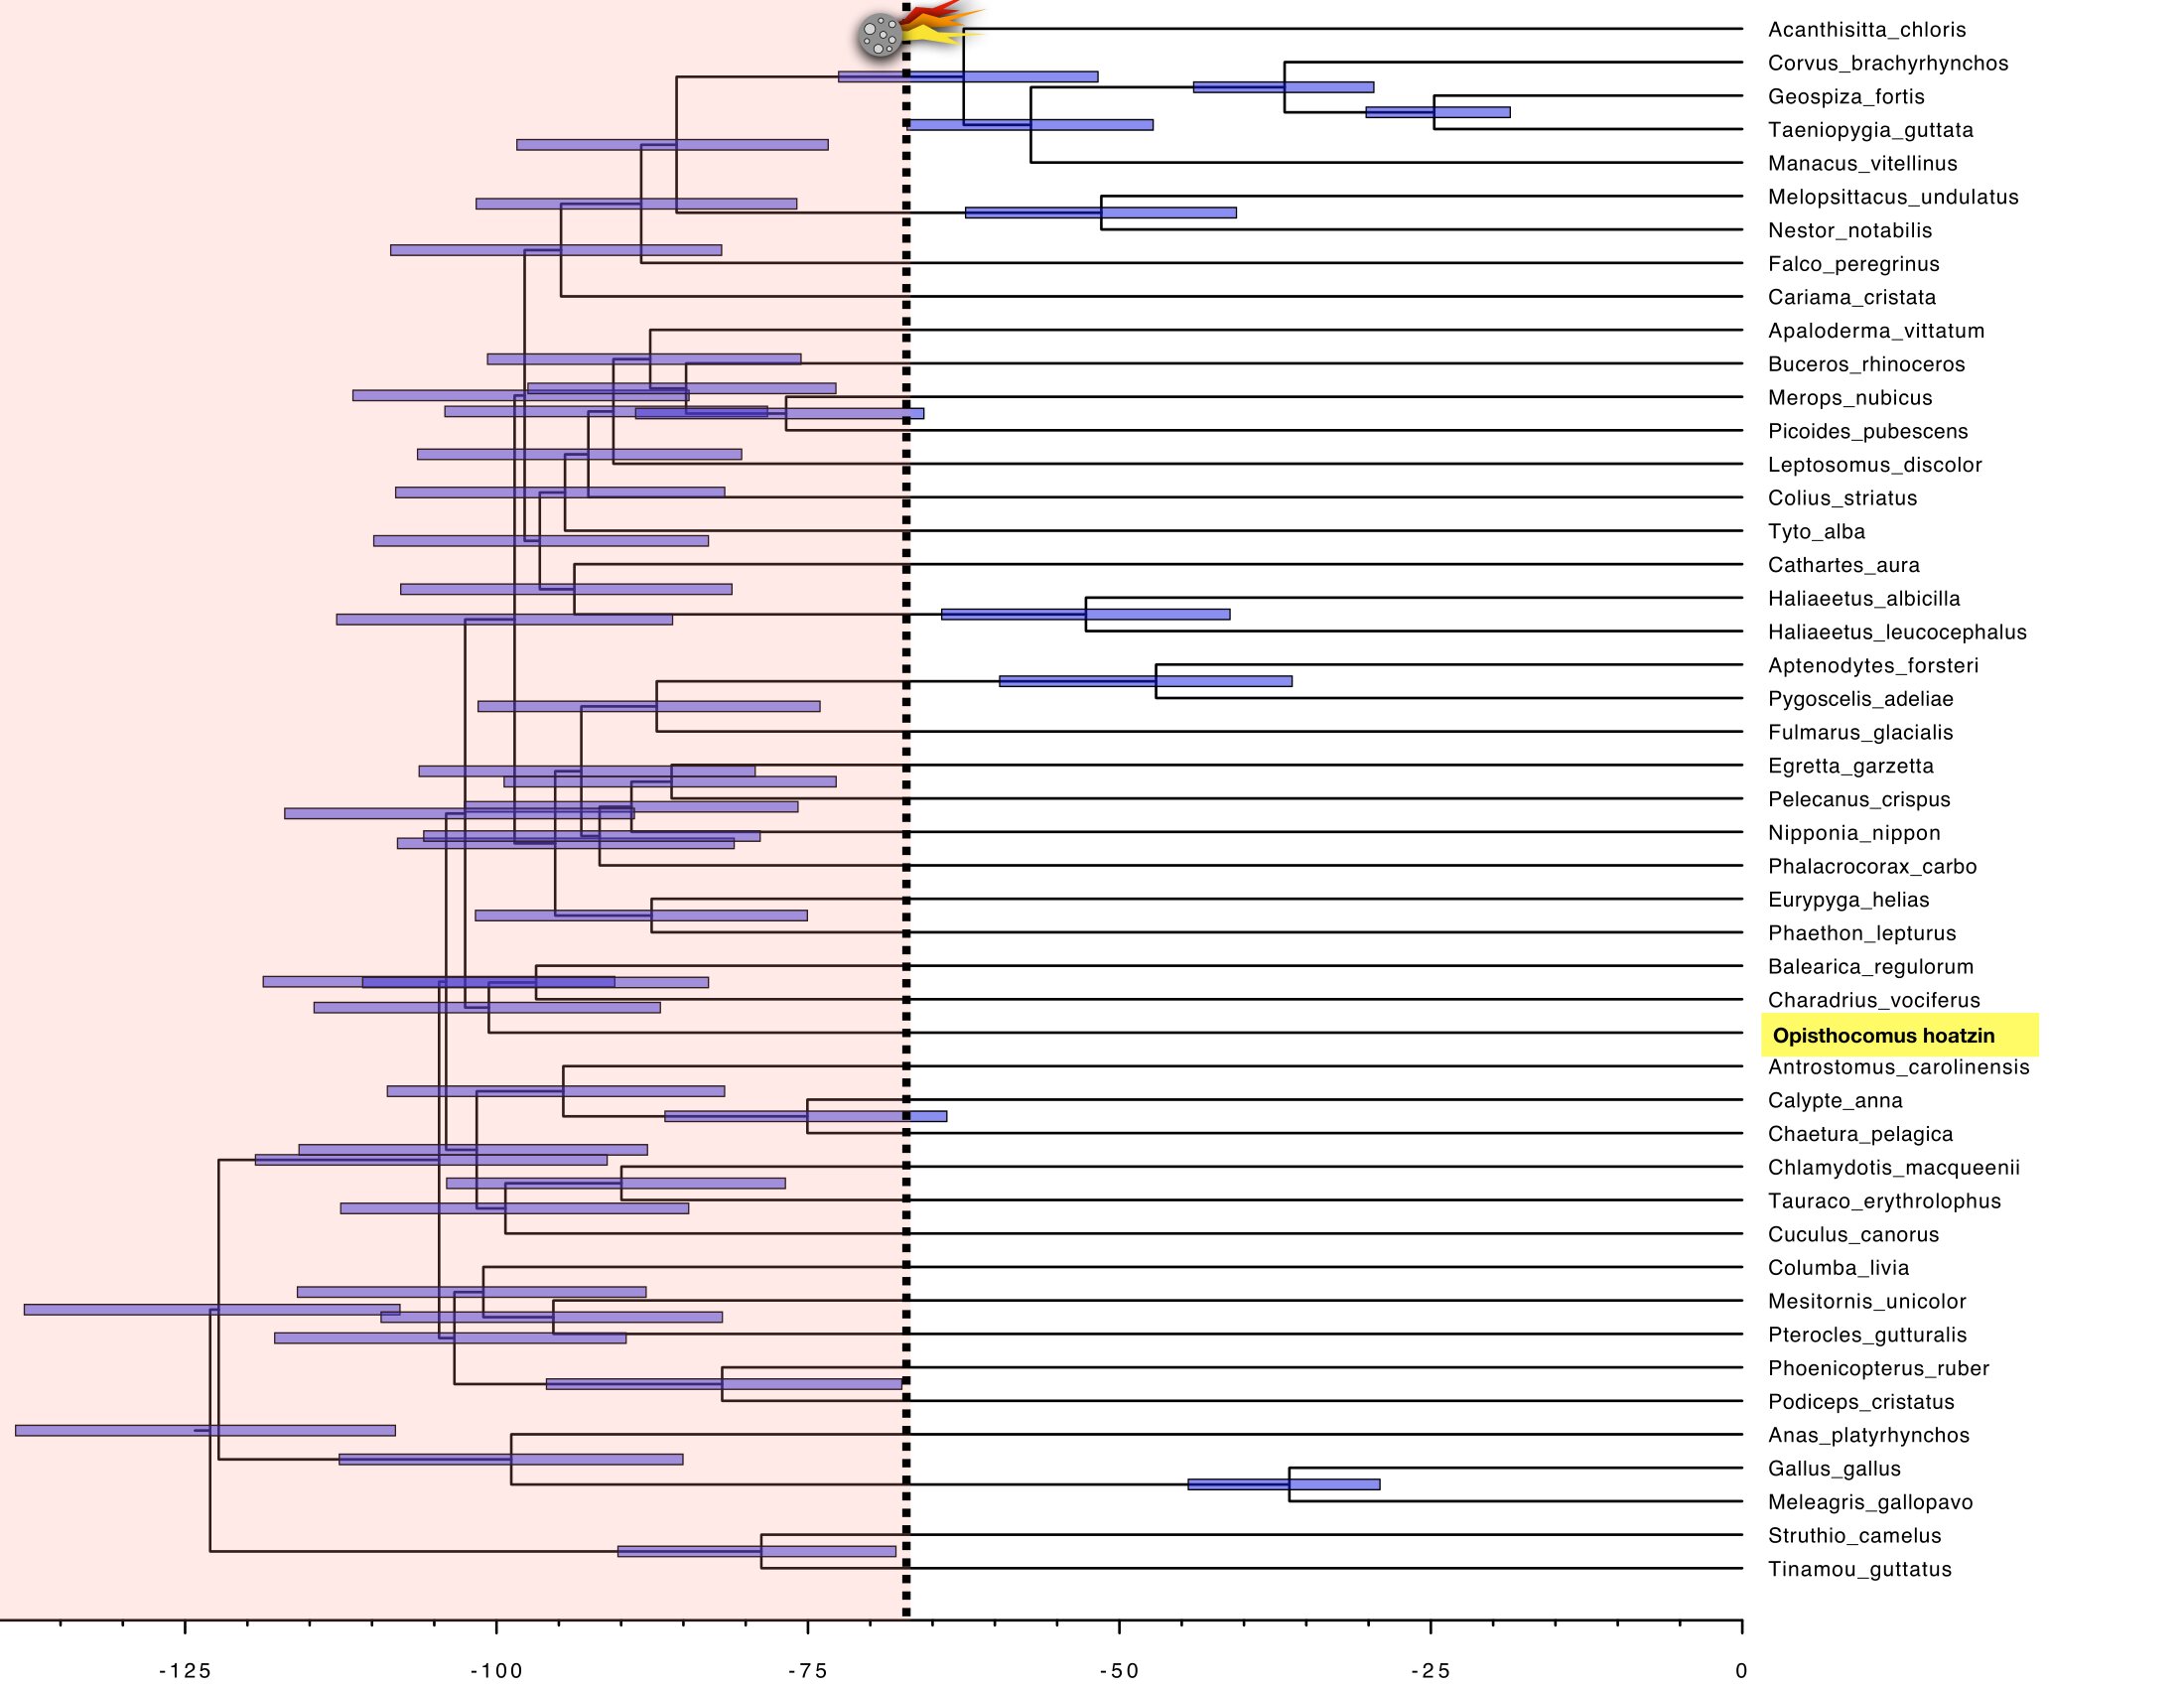 Acanthisitta_chloris
Corvus_brachyrhynchos
Geospiza_fortis
Taeniopygia_guttata
Manacus_vitellinus
Melopsittacus_undulatus
Nestor_notabilis
Falco_peregrinus
Cariama_cristata
Apaloderma_vittatum
Buceros_rhinoceros
Merops_nubicus
Picoides_pubescens
Leptosomus_discolor
Colius_striatus
Tyto_alba
Cathartes_aura
Haliaeetus_albicilla
Haliaeetus_leucocephalus
Aptenodytes_forsteri
Pygoscelis_adeliae
Fulmarus_glacialis
Egretta_garzetta
Pelecanus_crispus
Nipponia_nippon
Phalacrocorax_carbo
Eurypyga_helias
Phaethon_lepturus
Balearica_regulorum
Charadrius_vociferus
Opisthocomus hoatzin
Antrostomus_carolinensis
Calypte_anna
Chaetura_pelagica
Chlamydotis_macqueenii
Tauraco_erythrolophus
Cuculus_canorus
Columba_livia
Mesitornis_unicolor
Pterocles_gutturalis
Phoenicopterus_ruber
Podiceps_cristatus
Anas_platyrhynchos
Gallus_gallus
Meleagris_gallopavo
Struthio_camelus
Tinamou_guttatus
-125 -100 -75 -50 -25 0